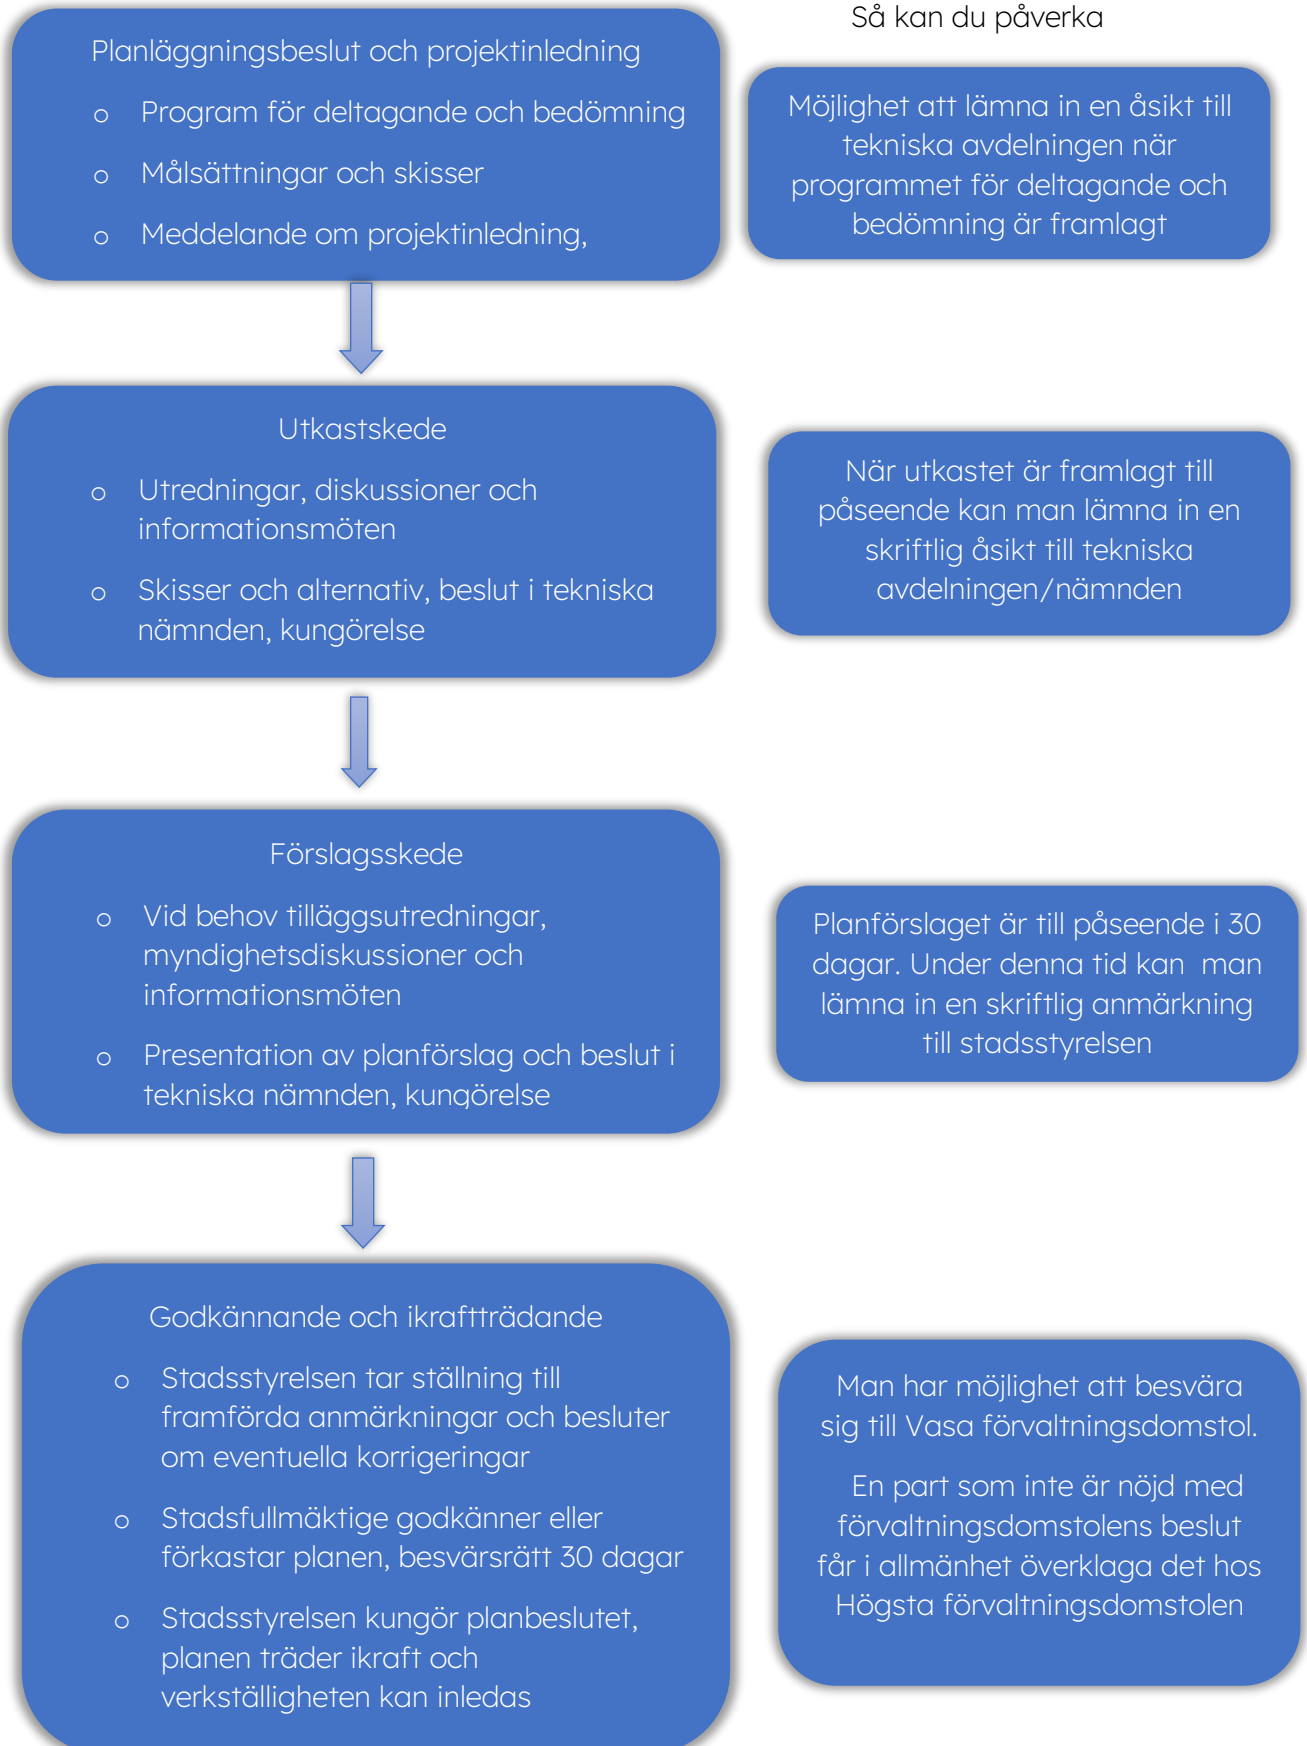 Så kan du påverka
Planläggningsbeslut och projektinledning
o Program för deltagande och bedömning
o Målsättningar och skisser
o Meddelande om projektinledning,
Möjlighet att lämna in en åsikt till
tekniska avdelningen när
programmet för deltagande och
bedömning är framlagt
Utkastskede
o Utredningar, diskussioner och
informationsmöten
o Skisser och alternativ, beslut i tekniska
nämnden, kungörelse
När utkastet är framlagt till
påseende kan man lämna in en
skriftlig åsikt till tekniska
avdelningen/nämnden
Förslagsskede
o Vid behov tilläggsutredningar,
myndighetsdiskussioner och
informationsmöten
o Presentation av planförslag och beslut i
tekniska nämnden, kungörelse
Planförslaget är till påseende i 30
dagar. Under denna tid kan  man
lämna in en skriftlig anmärkning
till stadsstyrelsen
Godkännande och ikraftträdande
o Stadsstyrelsen tar ställning till
framförda anmärkningar och besluter
om eventuella korrigeringar
o Stadsfullmäktige godkänner eller
förkastar planen, besvärsrätt 30 dagar
o Stadsstyrelsen kungör planbeslutet,
planen träder ikraft och
verkställigheten kan inledas
Man har möjlighet att besvära
sig till Vasa förvaltningsdomstol.
En part som inte är nöjd med
förvaltningsdomstolens beslut
får i allmänhet överklaga det hos
Högsta förvaltningsdomstolen